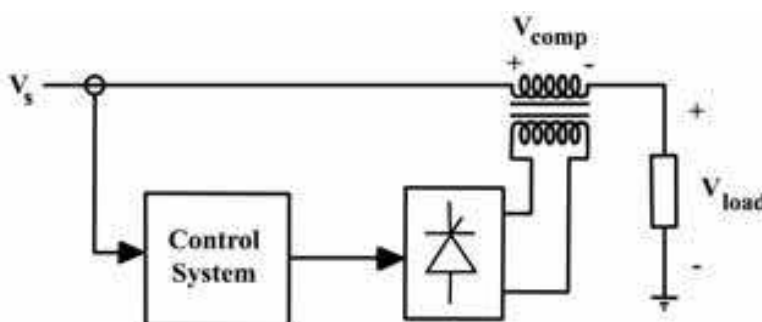 V_comp
+ -
V_s
+
V_load
-
Control
System